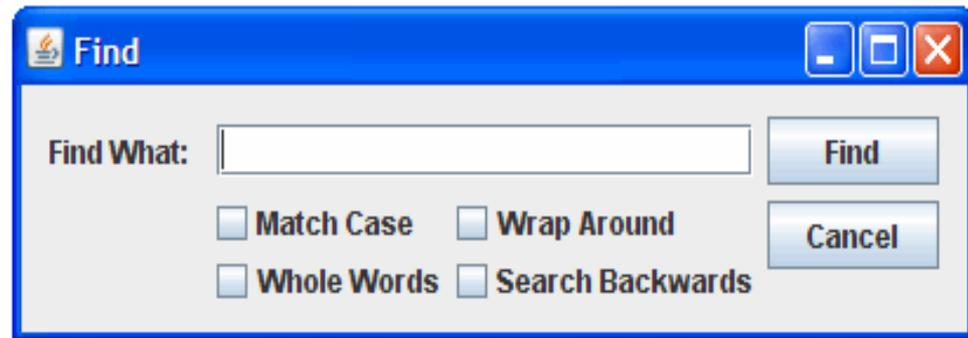 Find
Find What: Find
Match Case Wrap Around Cancel
Whole Words Search Backwards